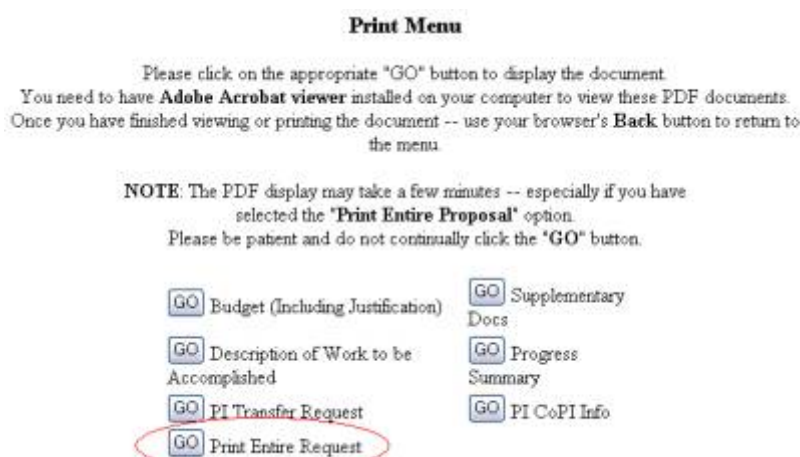 Print Menu
Please click on the appropriate "GO" button to display the document.
You need to have Adobe Acrobat viewer installed on your computer to view these PDF documents.
Once you have finished viewing or printing the document -- use your browser's Back button to return to
the menu.
NOTE: The PDF display may take a few minutes -- especially if you have
selected the "Print Entire Proposal" option.
Please be patient and do not continually click the "GO" button.
GO Budget (Including Justification)
GO Supplementary
Docs
GO Description of Work to be
Accomplished
GO Progress
Summary
GO PI Transfer Request
GO PI CoPI Info
GO Print Entire Request